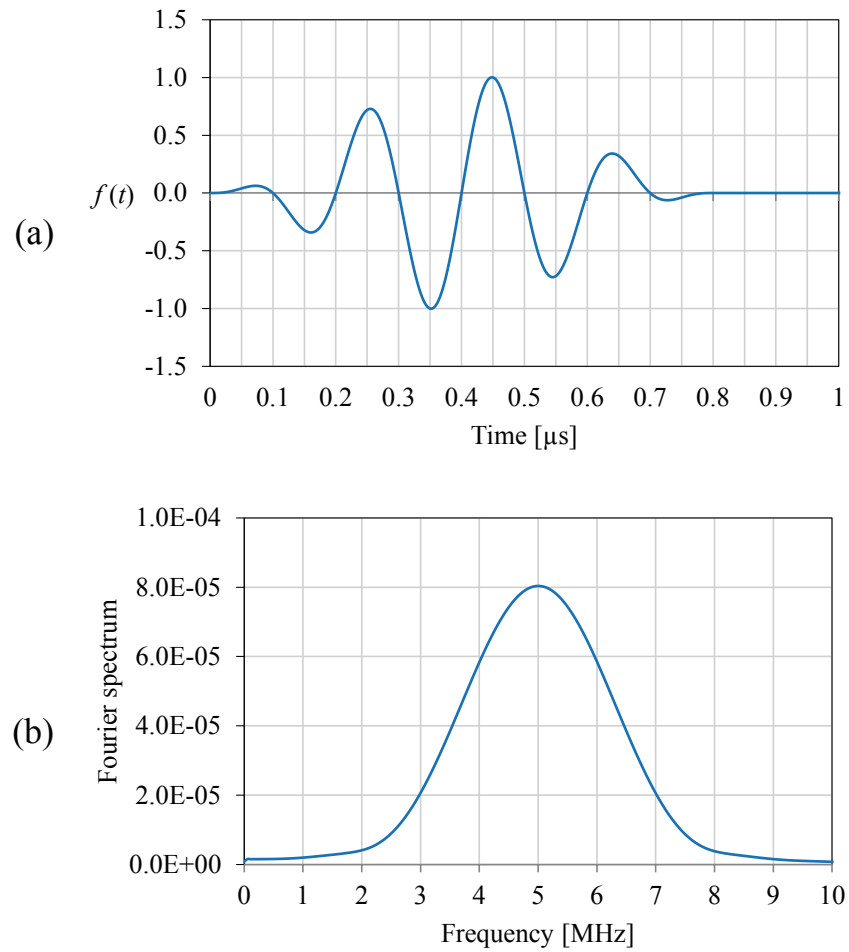 (a)
f(t)
1.5
1.0
0.5
0.0
-0.5
-1.0
-1.5
0 0.1 0.2 0.3 0.4 0.5 0.6 0.7 0.8 0.9 1
Time [µs]
(b)
Fourier spectrum
1.0E-04
8.0E-05
6.0E-05
4.0E-05
2.0E-05
0.0E+00
0 1 2 3 4 5 6 7 8 9 10
Frequency [MHz]